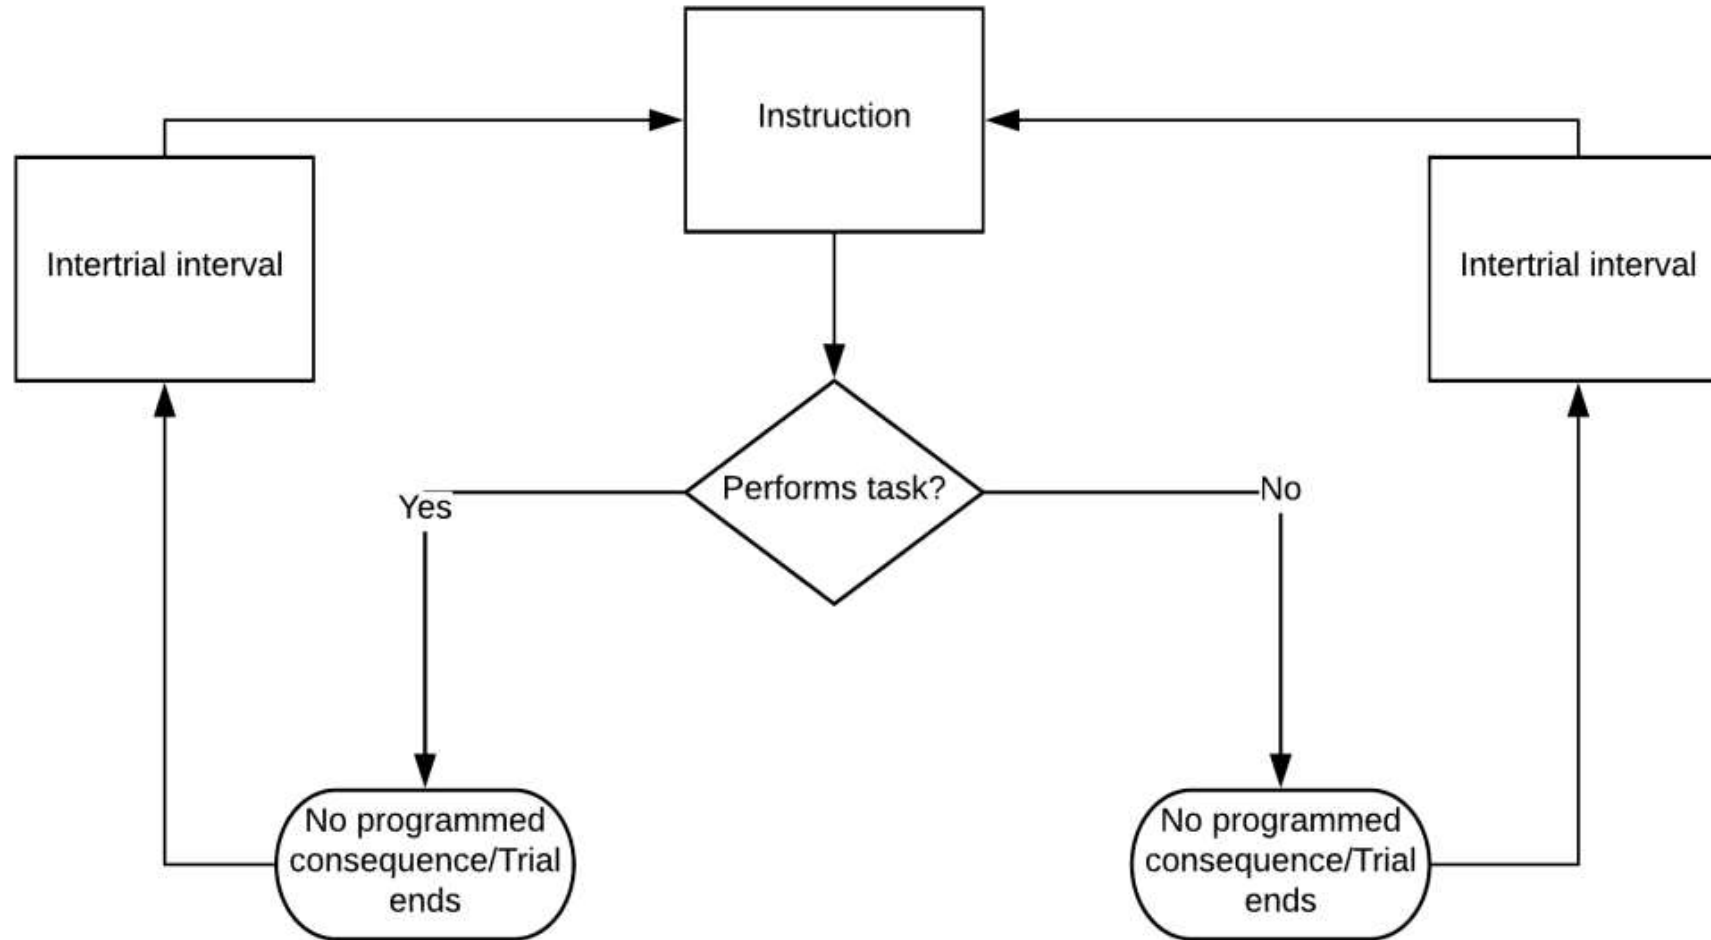 Instruction
Intertrial interval
Intertrial interval
Performs task?
Yes
No
No programmed
consequence/Trial
ends
No programmed
consequence/Trial
ends